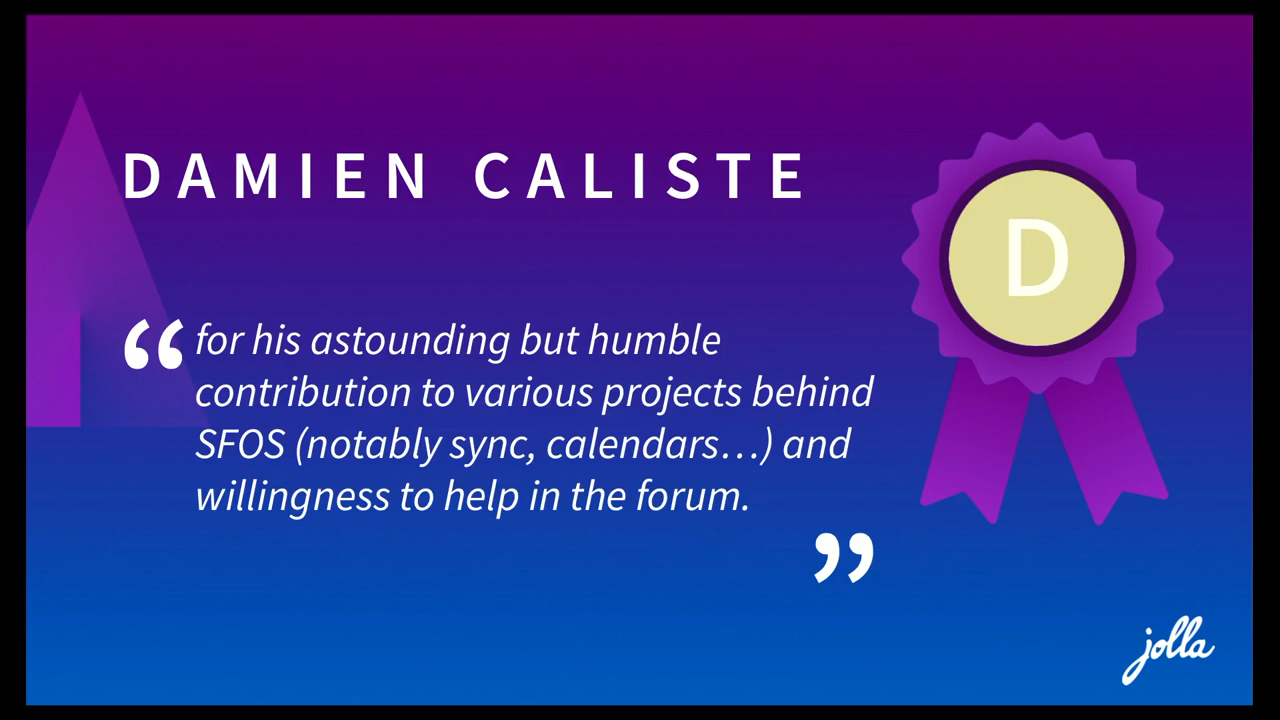 DAMIEN CALISTE
D
“for his astounding but humble
contribution to various projects behind
SFOS (notably sync, calendars…) and
willingness to help in the forum.
”
jolla